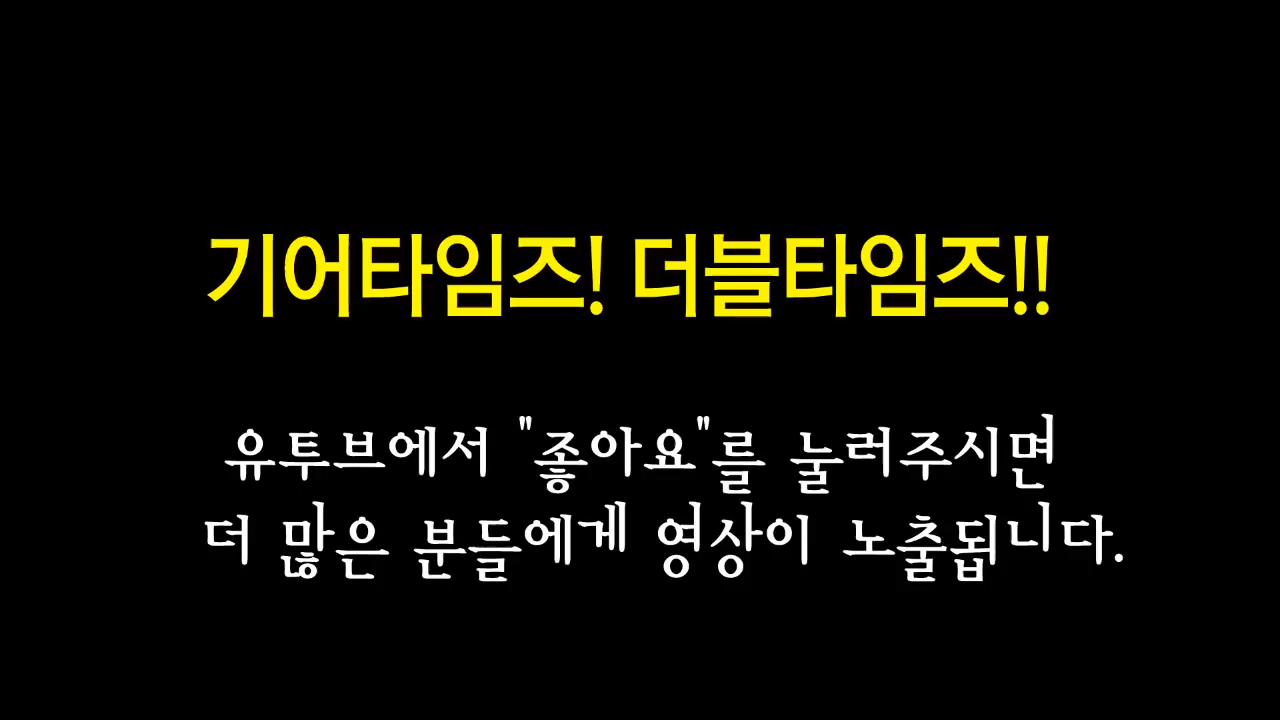 기어타임즈! 더블타임즈!!
유투브에서 "좋아요"를 눌러주시면
더 많은 분들에게 영상이 노출됩니다.